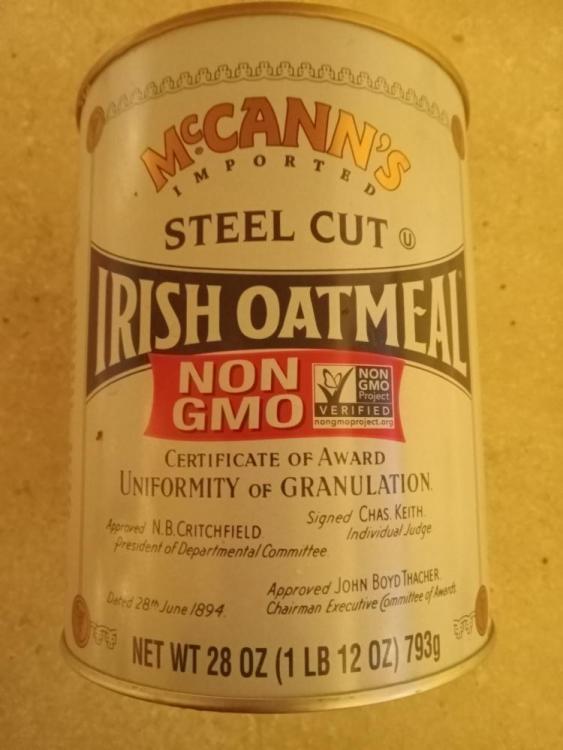 McCANN'S
IMPORTED
STEEL CUT U
IRISH OATMEAL
NON
GMO
NON
GMO
Project
VERIFIED
nongmoproject.org
CERTIFICATE OF AWARD
UNIFORMITY OF GRANULATION.
Approved N.B.CRITCHFIELD.
President of Departmental Committee.
Signed CHAS. KEITH.
Individual Judge
Dated 28th June 1894.
Approved JOHN BOYD THACHER.
Chairman Executive Committee of Awards.
NET WT 28 OZ (1 LB 12 OZ) 793g